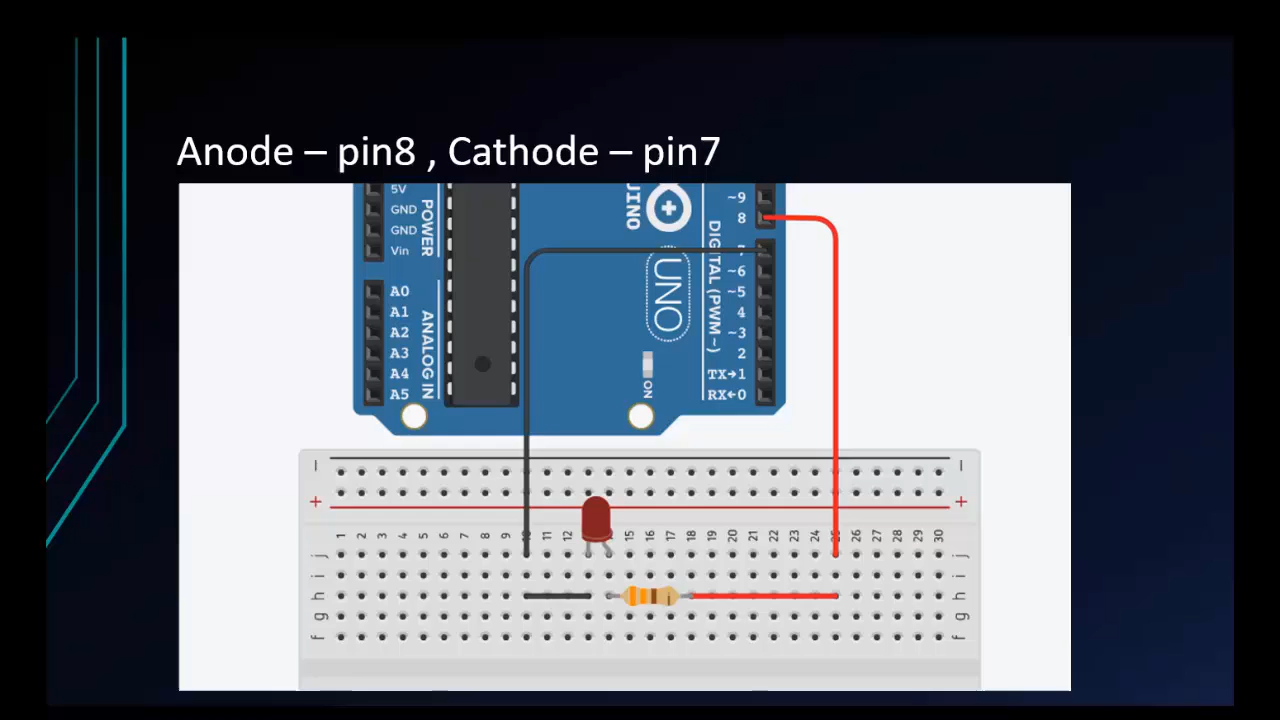 Anode – pin8 , Cathode – pin7
5V
GND
GND
Vin
POWER
A0
A1
A2
A3
A4
A5
ANALOG IN
UNO
ON
DIGITAL (PWM~)
~9
8
~6
~5
4
~3
2
TX→1
RX←0
– –
+ +
1 2 3 4 5 6 7 8 9 11 12 15 16 17 18 19 20 21 22 23 24 26 27 28 29 30
j j
i i
h h
g g
f f